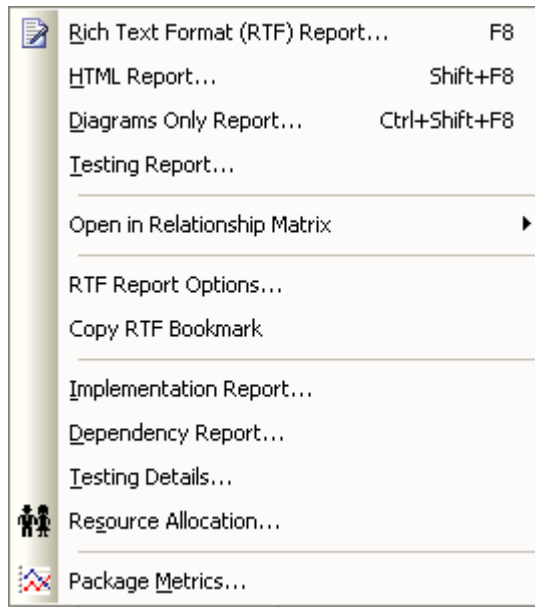 Rich Text Format (RTF) Report... F8
HTML Report... Shift+F8
Diagrams Only Report... Ctrl+Shift+F8
Testing Report...
Open in Relationship Matrix
RTF Report Options...
Copy RTF Bookmark
Implementation Report...
Dependency Report...
Testing Details...
Resource Allocation...
Package Metrics...